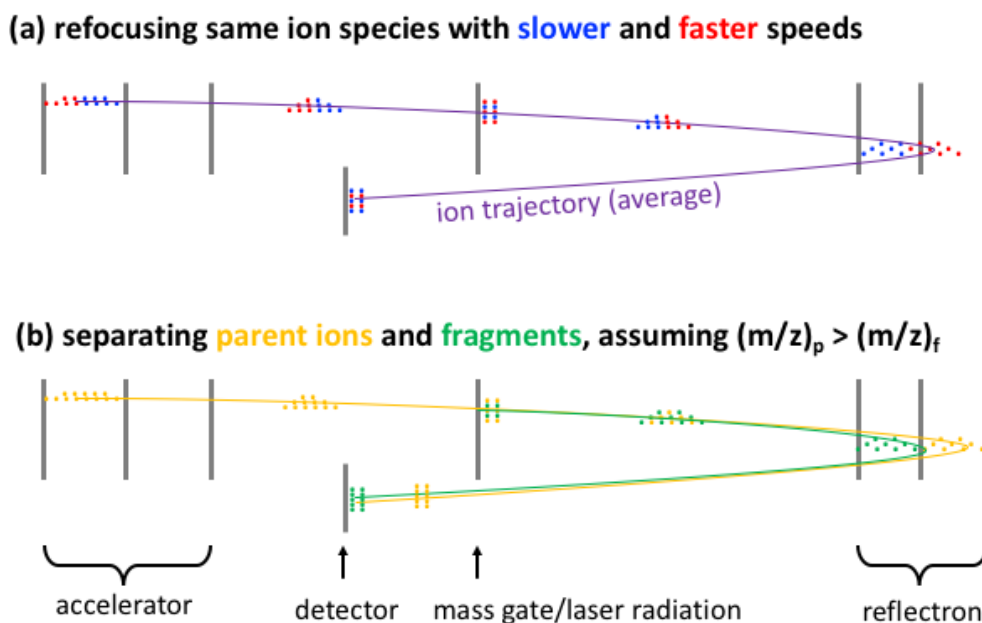 (a) refocusing same ion species with slower and faster speeds
ion trajectory (average)
(b) separating parent ions and fragments, assuming (m/z)p > (m/z)f
accelerator
detector
mass gate/laser radiation
reflectron